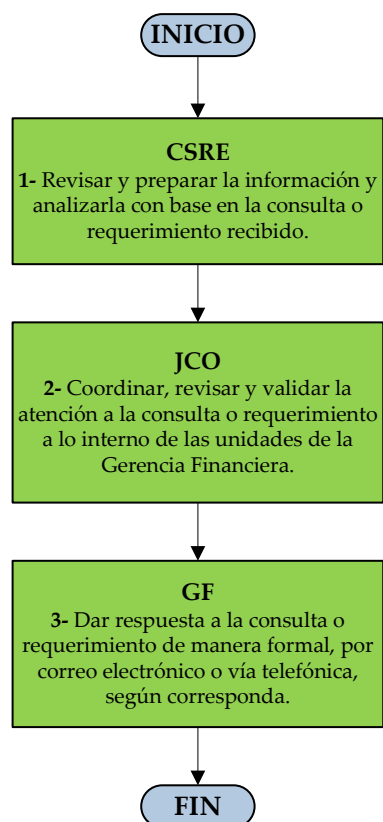 INICIO
CSRE
1- Revisar y preparar la información y
analizarla con base en la consulta o
requerimiento recibido.
JCO
2- Coordinar, revisar y validar la
atención a la consulta o requerimiento
a lo interno de las unidades de la
Gerencia Financiera.
GF
3- Dar respuesta a la consulta o
requerimiento de manera formal, por
correo electrónico o vía telefónica,
según corresponda.
FIN